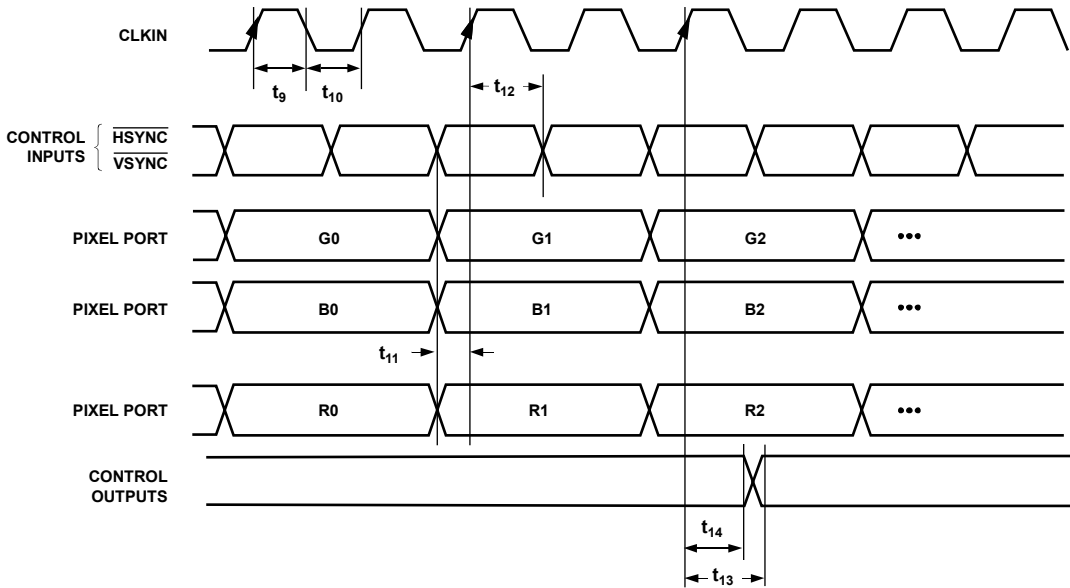 CLKIN
t9 t10
t12
CONTROL INPUTS { HSYNC VSYNC
PIXEL PORT G0 G1 G2 •••
PIXEL PORT B0 B1 B2 •••
t11
PIXEL PORT R0 R1 R2 •••
CONTROL
OUTPUTS
t14
t13